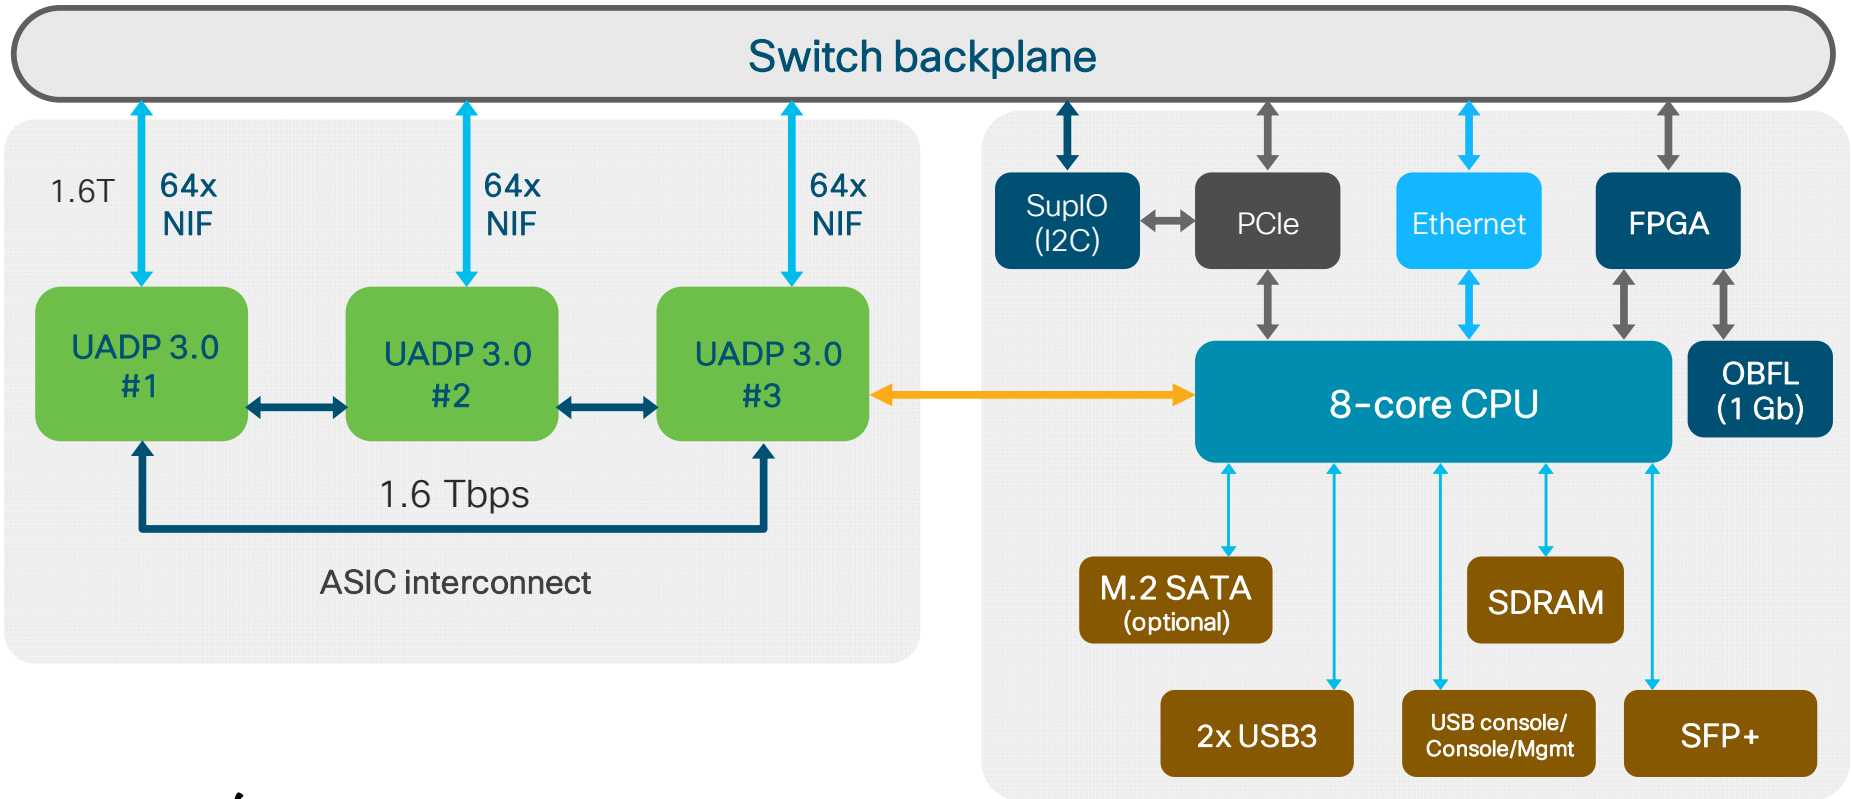 Switch backplane
1.6T
64x
NIF
64x
NIF
64x
NIF
SupIO
(I2C)
PCIe
Ethernet
FPGA
UADP 3.0
#1
UADP 3.0
#2
UADP 3.0
#3
8-core CPU
OBFL
(1 Gb)
1.6 Tbps
ASIC interconnect
M.2 SATA
(optional)
SDRAM
2x USB3
USB console/
Console/Mgmt
SFP+